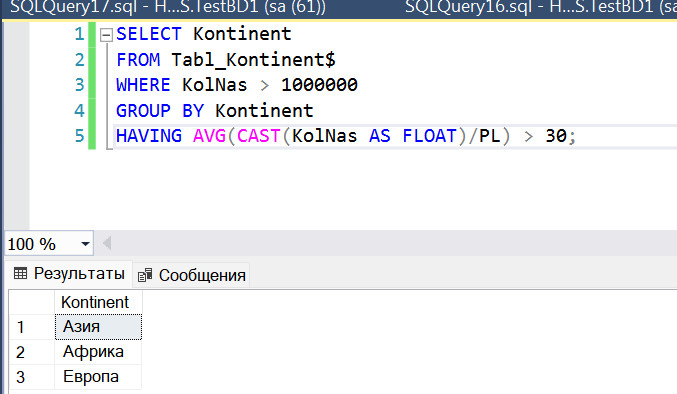 SQLQuery17.sql - H...S.TestBD1 (sa (61)) SQLQuery16.sql - H...S.TestBD1 (sa
1 SELECT Kontinent
2 FROM Tabl_Kontinent$
3 WHERE KolNas > 1000000
4 GROUP BY Kontinent
5 HAVING AVG(CAST(KolNas AS FLOAT)/PL) > 30;
100 %
Результаты Сообщения
Kontinent
1 Азия
2 Африка
3 Европа